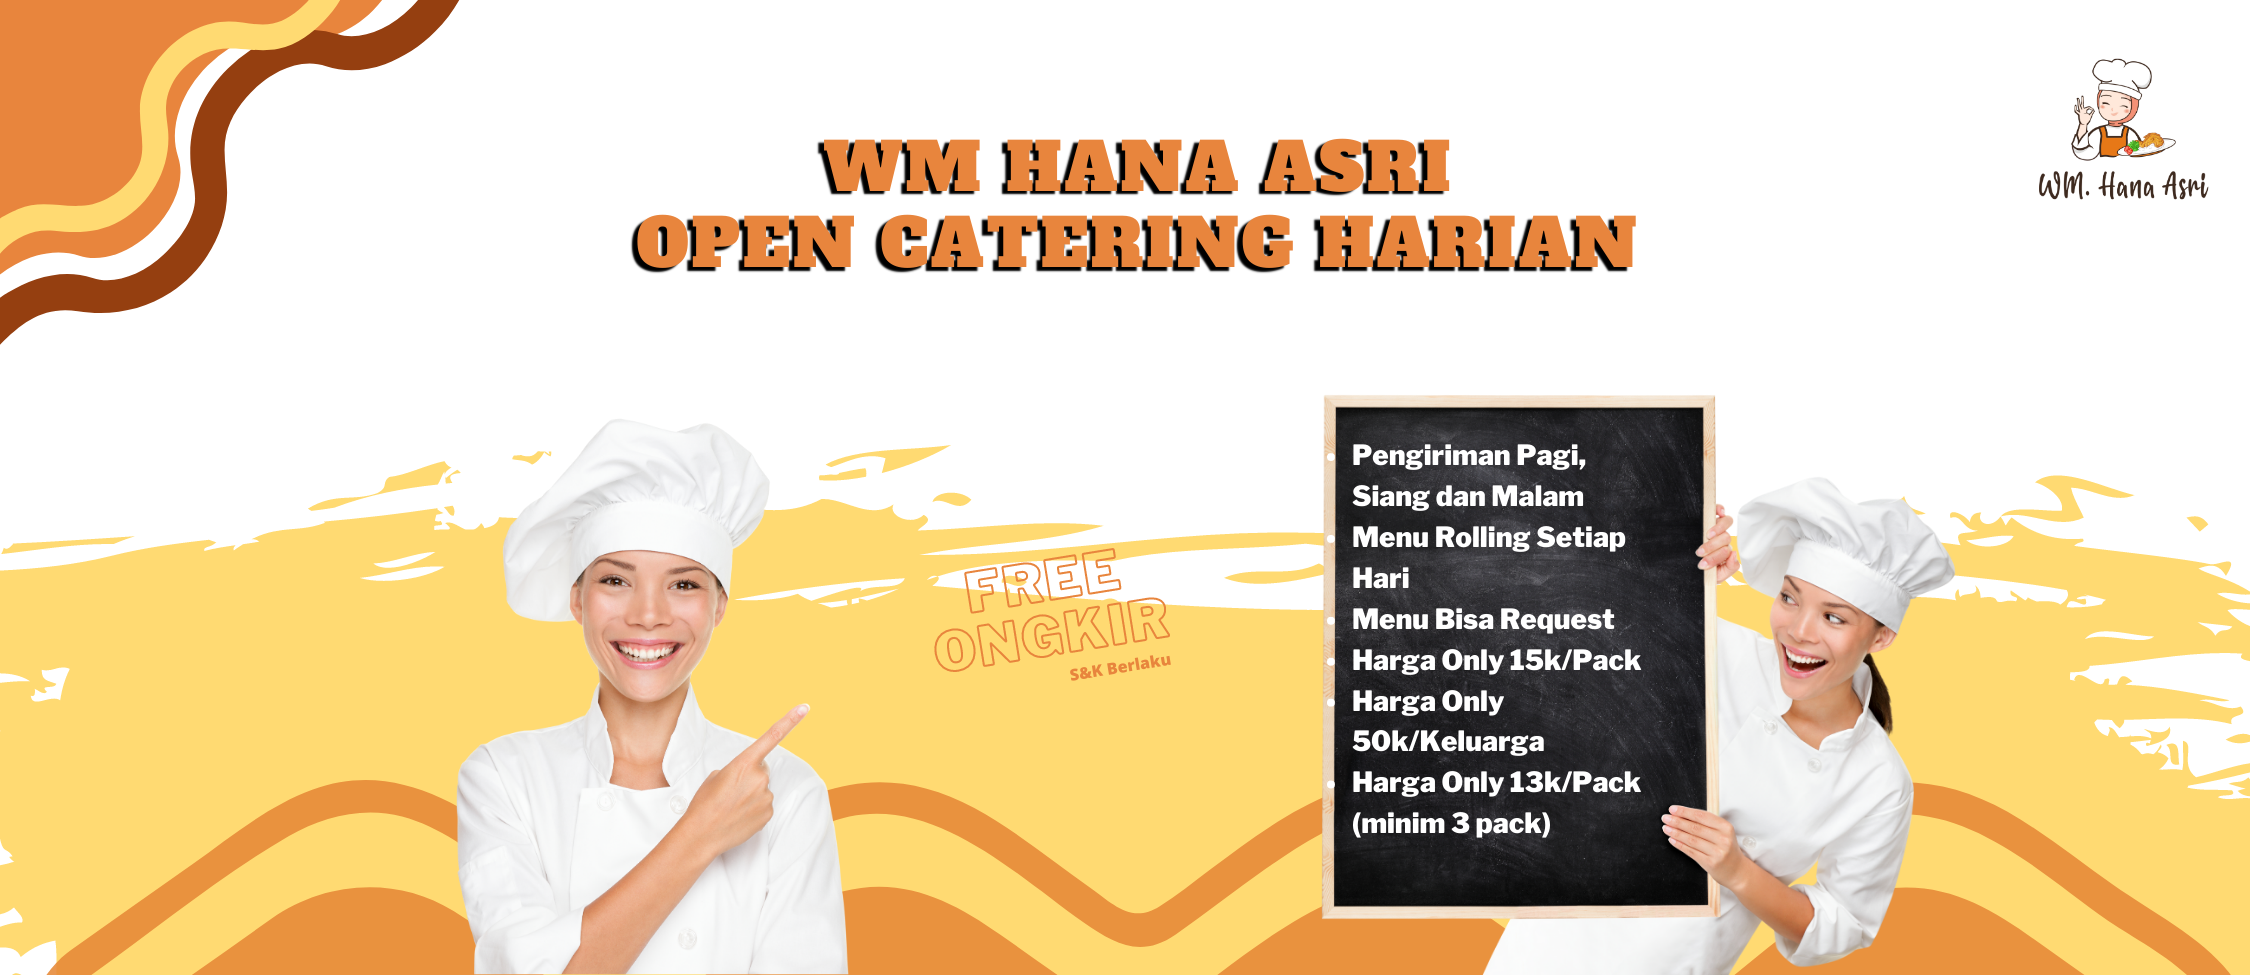 WM HANA ASRI
OPEN CATERING HARIAN
WM. Hana Asri
FREE
ONGKIR
S&K Berlaku
Pengiriman Pagi,
Siang dan Malam
Menu Rolling Setiap
Hari
Menu Bisa Request
Harga Only 15k/Pack
Harga Only
50k/Keluarga
Harga Only 13k/Pack
(minim 3 pack)